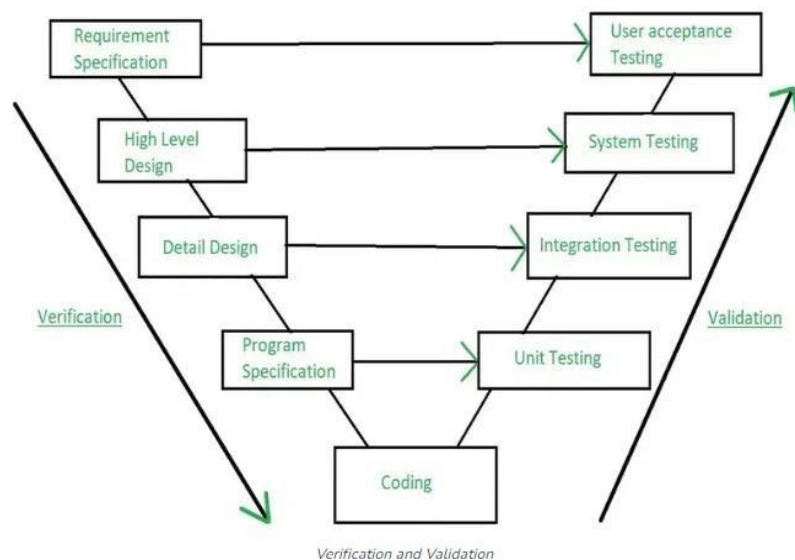 Requirement
Specification
User acceptance
Testing
High Level
Design
System Testing
Detail Design
Integration Testing
Verification
Validation
Program
Specification
Unit Testing
Coding
Verification and Validation